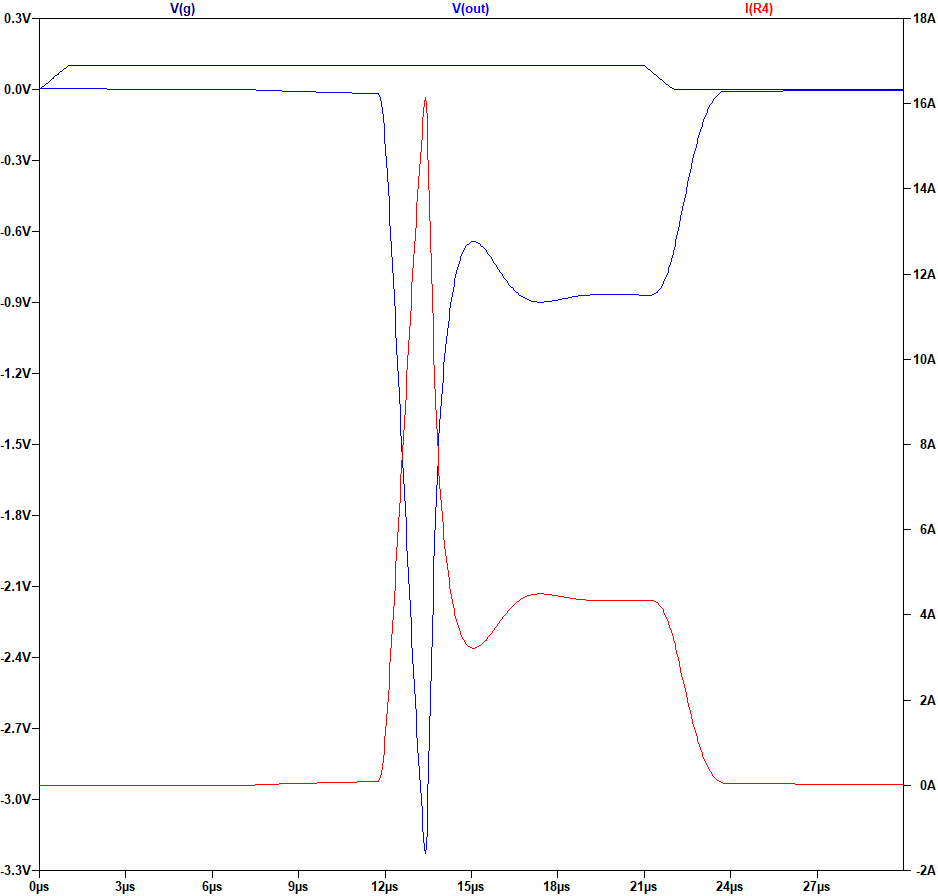 V(g) V(out) I(R4)
0.3V 18A
0.0V 16A
-0.3V 14A
-0.6V 12A
-0.9V 10A
-1.2V 8A
-1.5V 6A
-1.8V 4A
-2.1V 2A
-2.4V 0A
-2.7V -2A
-3.0V
-3.3V
0µs 3µs 6µs 9µs 12µs 15µs 18µs 21µs 24µs 27µs